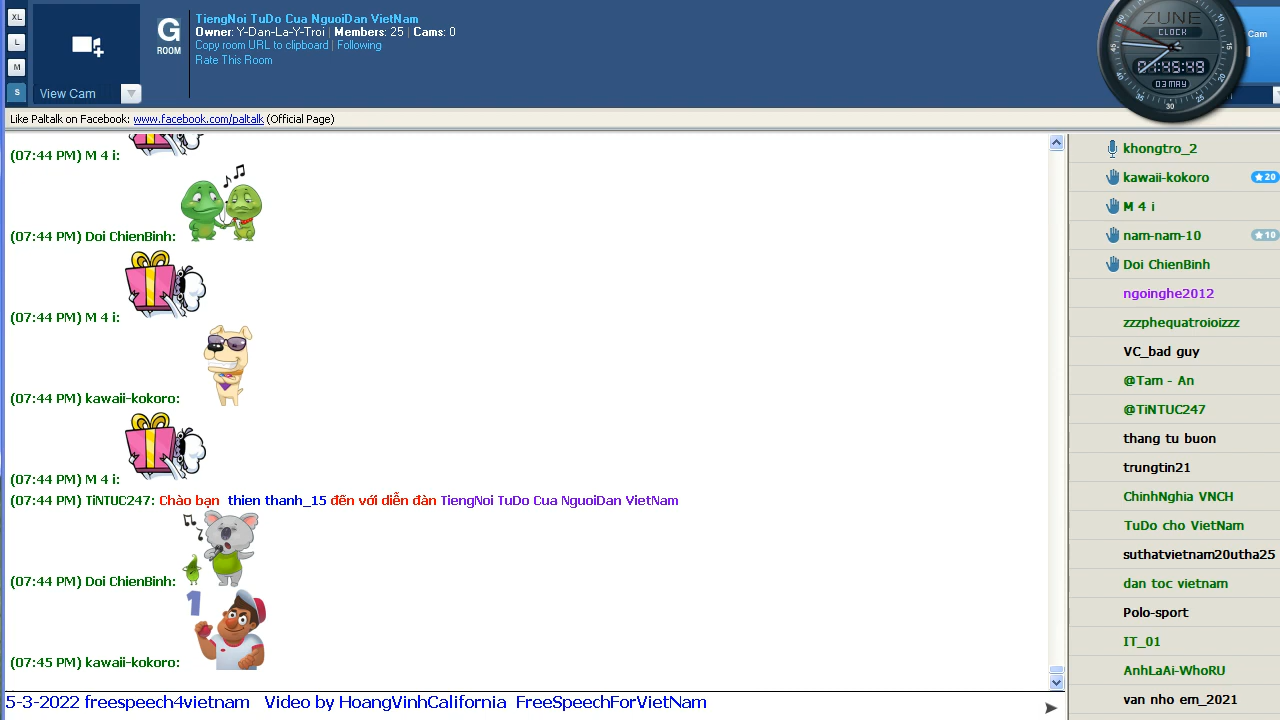 XL
L
M
S
View Cam
G
ROOM
TiengNoi TuDo Cua NguoiDan VietNam
Owner: Y-Dan-La-Y-Troi | Members: 25 | Cams: 0
Copy room URL to clipboard | Following
Rate This Room
ZUNE
CLOCK
03 MAY
Cam
Like Paltalk on Facebook: www.facebook.com/paltalk (Official Page)
(07:44 PM) M 4 i:
(07:44 PM) Doi ChienBinh:
(07:44 PM) M 4 i:
(07:44 PM) kawaii-kokoro:
(07:44 PM) M 4 i:
(07:44 PM) TiNTUC247: Chào bạn thien thanh_15 đến với diễn đàn TiengNoi TuDo Cua NguoiDan VietNam
(07:44 PM) Doi ChienBinh:
1
(07:45 PM) kawaii-kokoro:
5-3-2022 freespeech4vietnam Video by HoangVinhCalifornia FreeSpeechForVietNam
khongtro_2
kawaii-kokoro 20
M 4 i
nam-nam-10 10
Doi ChienBinh
ngoinghe2012
zzzphequatroioizzz
VC_bad guy
@Tam - An
@TiNTUC247
thang tu buon
trungtin21
ChinhNghia VNCH
TuDo cho VietNam
suthatvietnam20utha25
dan toc vietnam
Polo-sport
IT_01
AnhLaAi-WhoRU
van nho em_2021